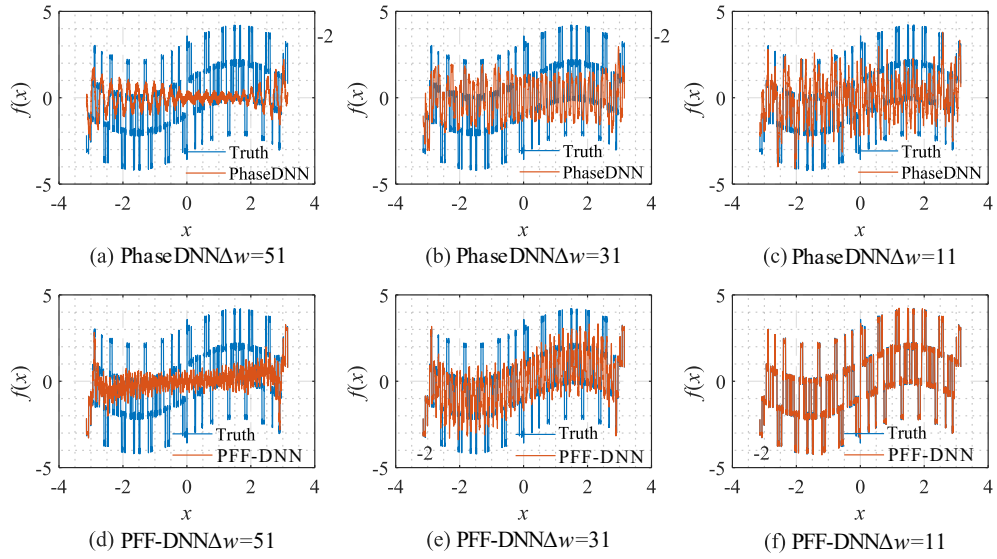 5
0
-5
f(x)
Truth
PhaseDNN
-4
-2
0
2
4
x
(a) PhaseDNNΔw=51
-2
5
0
-5
f(x)
Truth
PhaseDNN
-4
-2
0
2
4
x
(b) PhaseDNNΔw=31
-2
5
0
-5
f(x)
Truth
PhaseDNN
-4
-2
0
2
4
x
(c) PhaseDNNΔw=11
5
0
-5
f(x)
Truth
PFF-DNN
-4
-2
0
2
4
x
(d) PFF-DNNΔw=51
5
0
-5
f(x)
-2
Truth
PFF-DNN
-4
-2
0
2
4
x
(e) PFF-DNNΔw=31
5
0
-5
f(x)
-2
Truth
PFF-DNN
-4
-2
0
2
4
x
(f) PFF-DNNΔw=11